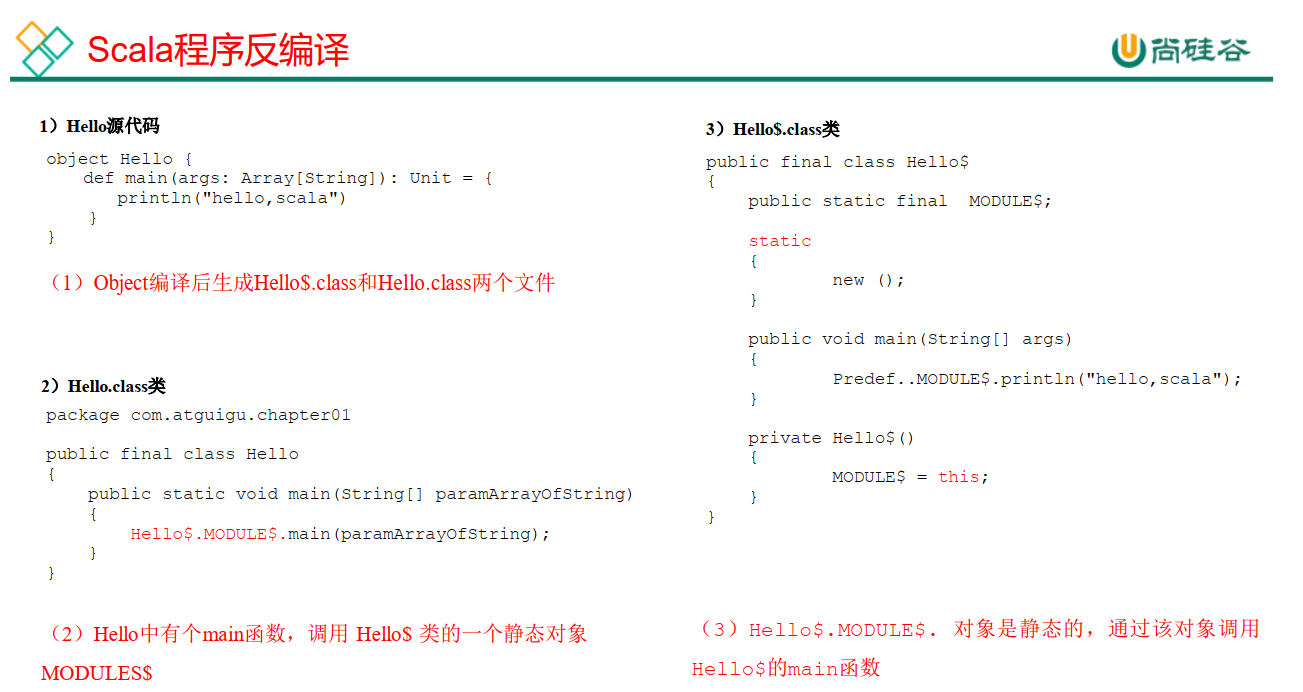 Scala程序反编译
尚硅谷
1）Hello源代码
object Hello {
def main(args: Array[String]): Unit = {
println("hello,scala")
}
}
（1）Object编译后生成Hello$.class和Hello.class两个文件
2）Hello.class类
package com.atguigu.chapter01
public final class Hello
{
public static void main(String[] paramArrayOfString)
{
Hello$.MODULE$.main(paramArrayOfString);
}
}
（2）Hello中有个main函数，调用 Hello$ 类的一个静态对象
MODULES$
3）Hello$.class类
public final class Hello$
{
public static final  MODULE$;
static
{
new ();
}
public void main(String[] args)
{
Predef..MODULE$.println("hello,scala");
}
private Hello$()
{
MODULE$ = this;
}
}
（3）Hello$.MODULE$. 对象是静态的，通过该对象调用
Hello$的main函数